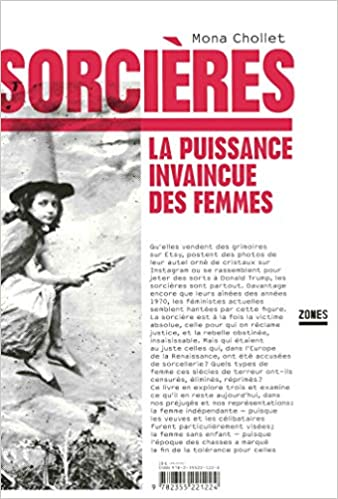 Mona Chollet
SORCIÈRES
LA PUISSANCE
INVAINCUE
DES FEMMES
Qu'elles vendent des grimoires
sur Etsy, postent des photos de
leur autel orné de cristaux sur
Instagram ou se rassemblent pour
jeter des sorts à Donald Trump, les
sorcières sont partout. Davantage
encore que leurs aînées des années
1970, les féministes actuelles
semblent hantées par cette figure.
La sorcière est à la fois la victime
absolue, celle pour qui on réclame
justice, et la rebelle obstinée,
insaisissable. Mais qui étaient
au juste celles qui, dans l'Europe
de la Renaissance, ont été accusées
de sorcellerie? Quels types de
femme ces siècles de terreur ont-ils
censurés, éliminés, réprimés?
Ce livre en explore trois et examine
ce qu'il en reste aujourd'hui, dans
nos préjugés et nos représentations:
la femme indépendante – puisque
les veuves et les célibataires
furent particulièrement visées;
la femme sans enfant – puisque
l'époque des chasses a marqué
la fin de la tolérance pour celles
ZONES
9 782355 221224